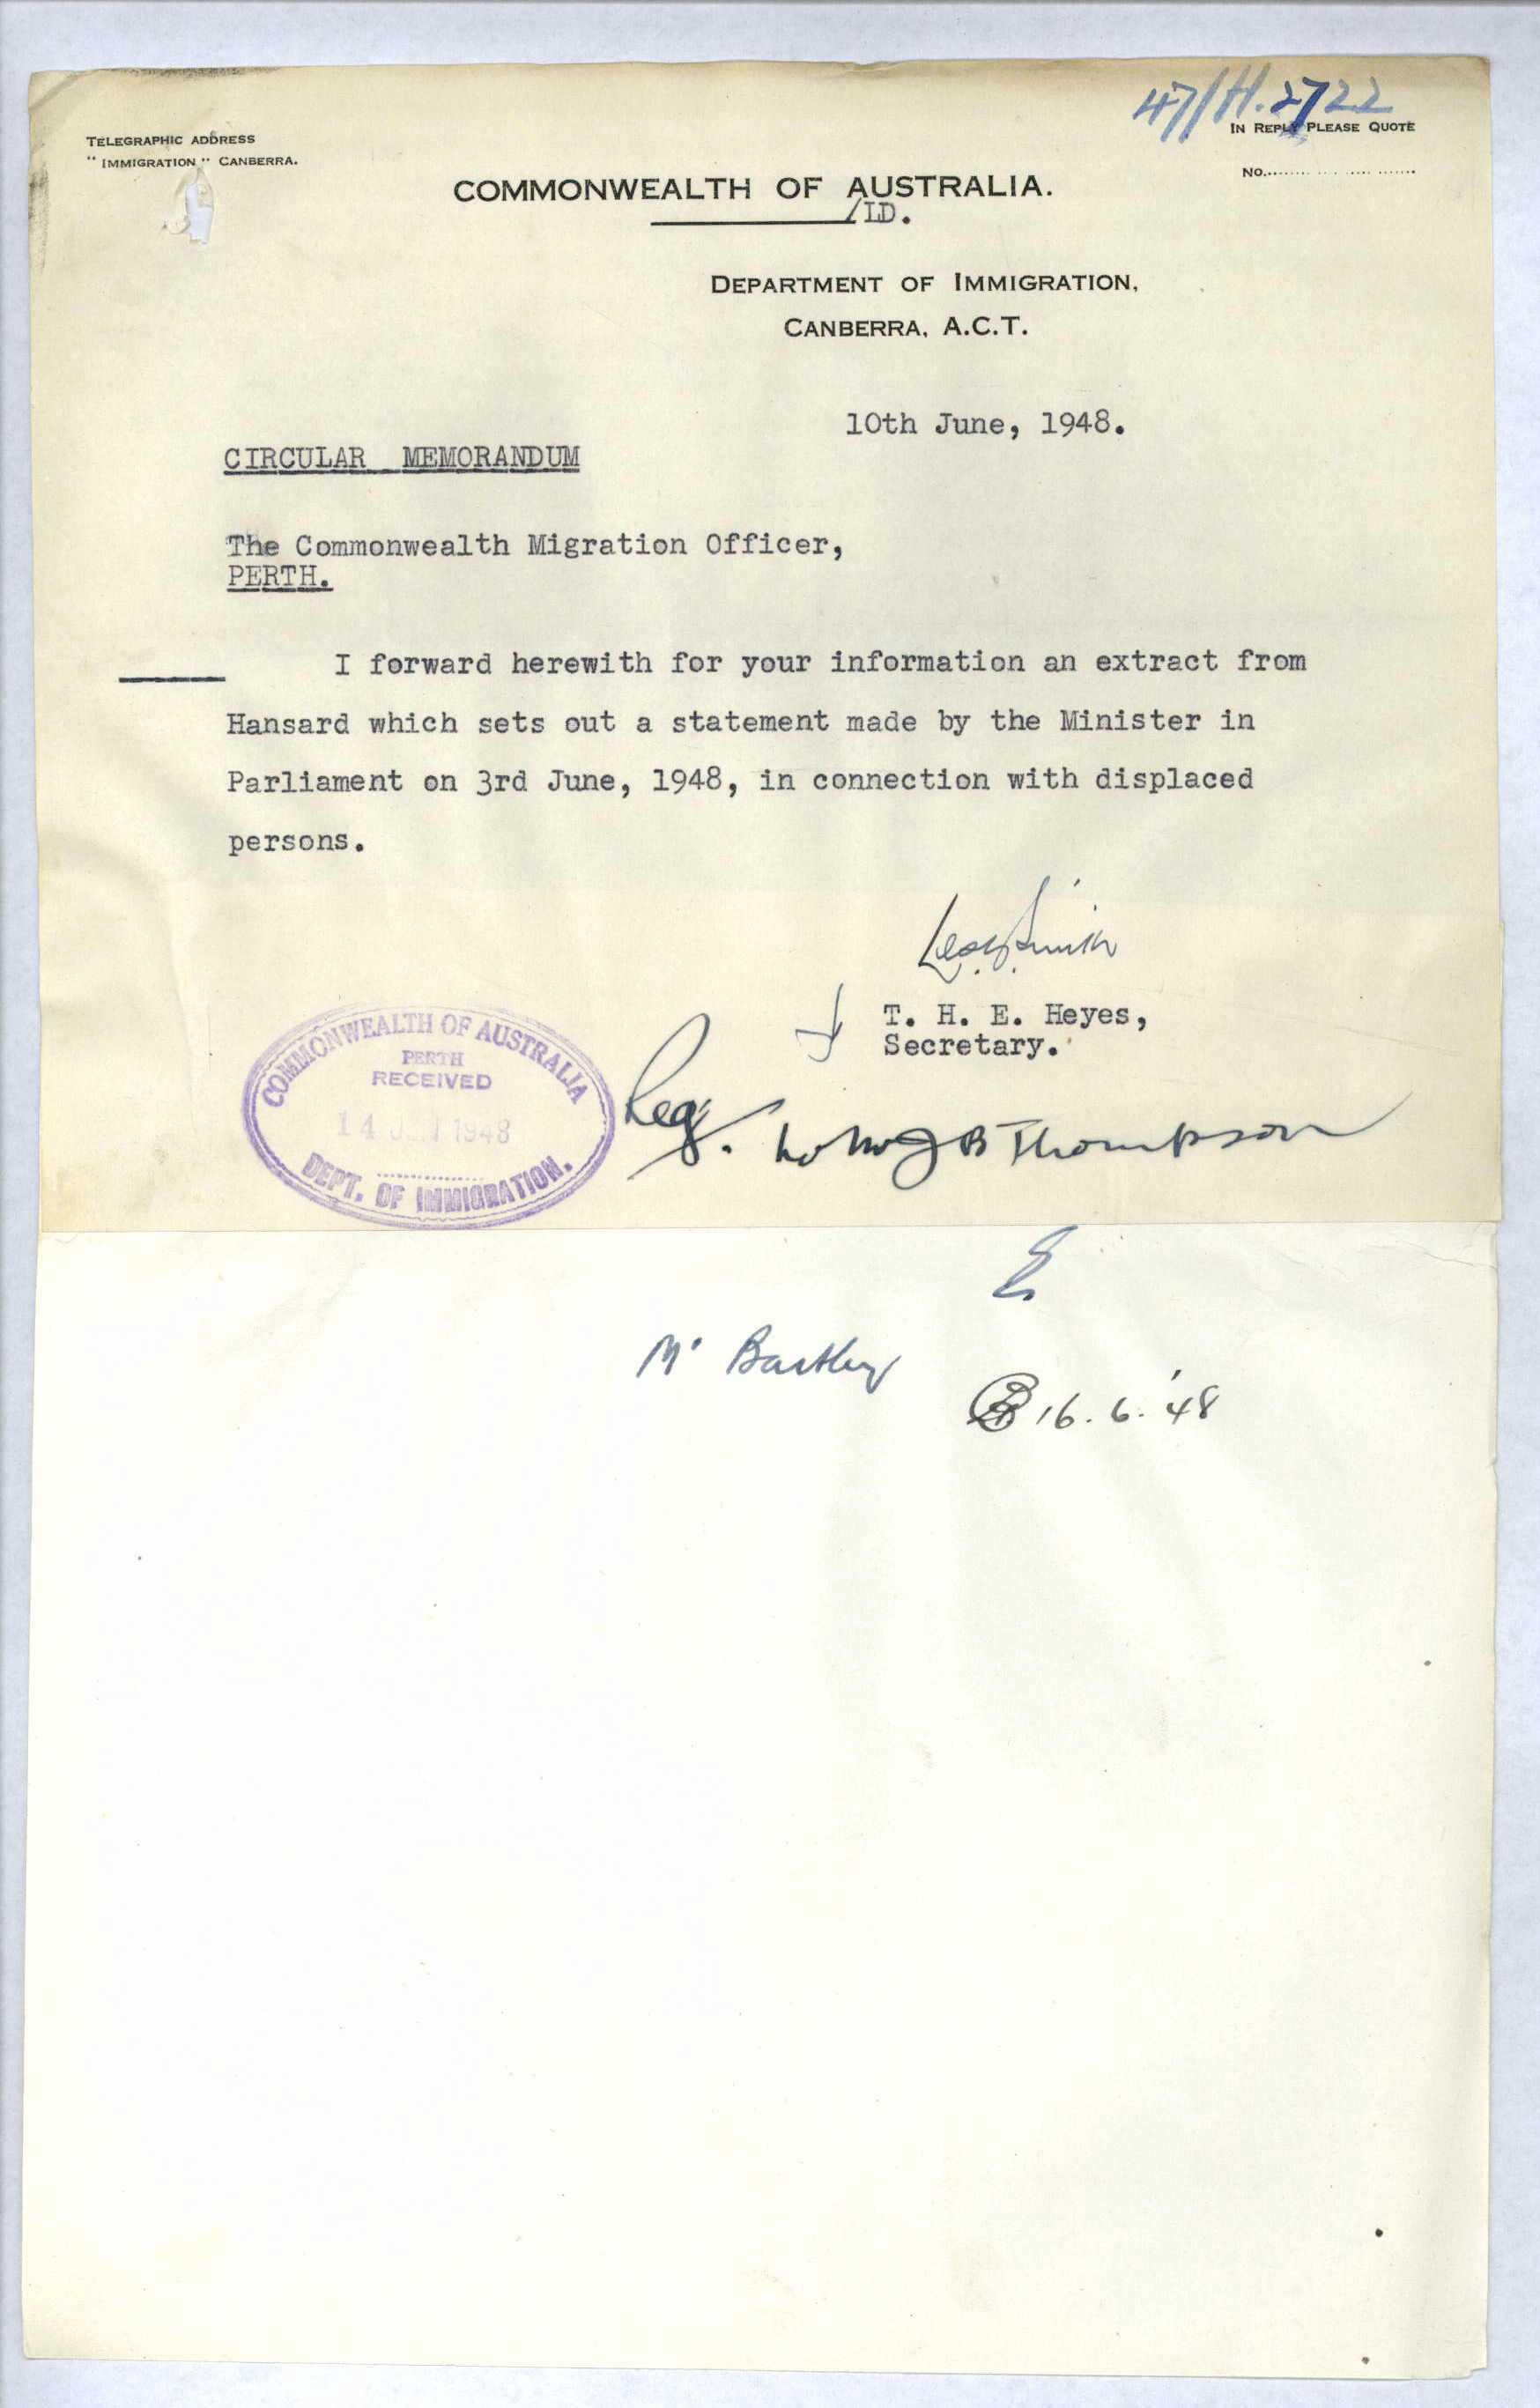 47/H.2722
TELEGRAPHIC ADDRESS
"IMMIGRATION" CANBERRA.
IN REPLY PLEASE QUOTE
No.
COMMONWEALTH OF AUSTRALIA.
/LD.
DEPARTMENT OF IMMIGRATION,
CANBERRA, A.C.T.
10th June, 1948.
CIRCULAR MEMORANDUM
The Commonwealth Migration Officer,
PERTH.
I forward herewith for your information an extract from
Hansard which sets out a statement made by the Minister in
Parliament on 3rd June, 1948, in connection with displaced
persons.
T. H. E. Heyes,
Secretary.
COMMONWEALTH OF AUSTRALIA
PERTH
RECEIVED
14 JUN 1948
DEPT. OF IMMIGRATION.
Reg. Thompson
Mr Bartley
16.6.'48